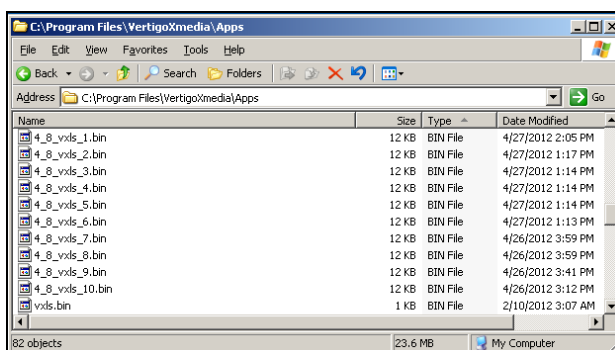 C:\Program Files\VertigoXmedia\Apps
File Edit View Favorites Tools Help
Back Search Folders
Address C:\Program Files\VertigoXmedia\Apps Go
Name Size Type Date Modified
4_8_vxls_1.bin 12 KB BIN File 4/27/2012 2:05 PM
4_8_vxls_2.bin 12 KB BIN File 4/27/2012 1:17 PM
4_8_vxls_3.bin 12 KB BIN File 4/27/2012 1:14 PM
4_8_vxls_4.bin 12 KB BIN File 4/27/2012 1:14 PM
4_8_vxls_5.bin 12 KB BIN File 4/27/2012 1:14 PM
4_8_vxls_6.bin 12 KB BIN File 4/27/2012 1:13 PM
4_8_vxls_7.bin 12 KB BIN File 4/26/2012 3:59 PM
4_8_vxls_8.bin 12 KB BIN File 4/26/2012 3:59 PM
4_8_vxls_9.bin 12 KB BIN File 4/26/2012 3:41 PM
4_8_vxls_10.bin 12 KB BIN File 4/26/2012 3:12 PM
vxls.bin 1 KB BIN File 2/10/2012 3:07 AM
82 objects 23.6 MB My Computer